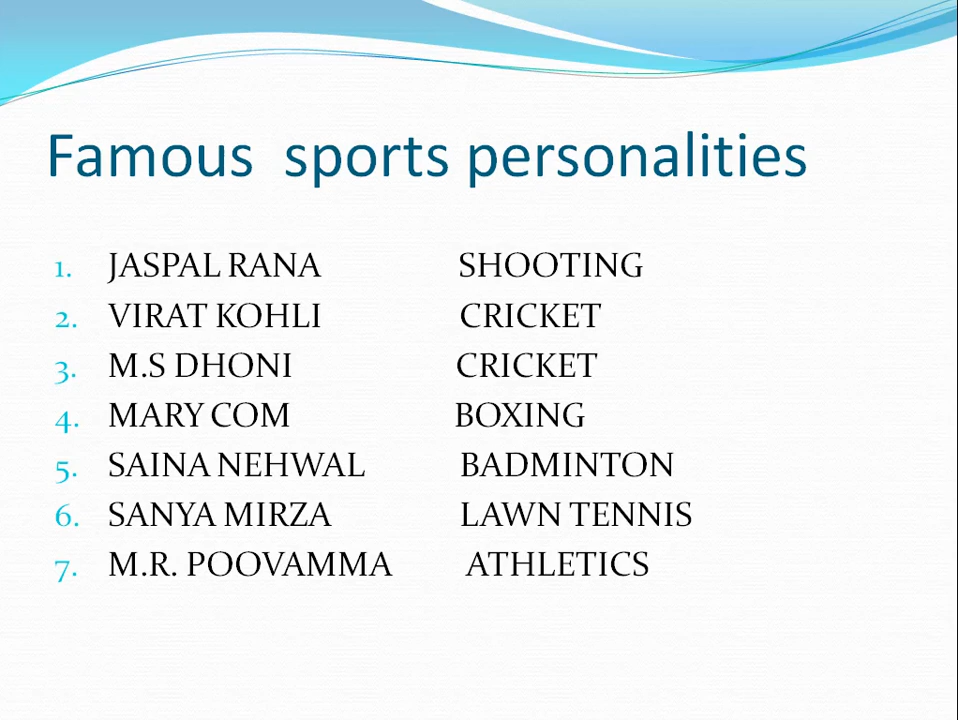 Famous sports personalities
1. JASPAL RANA SHOOTING
2. VIRAT KOHLI CRICKET
3. M.S DHONI CRICKET
4. MARY COM BOXING
5. SAINA NEHWAL BADMINTON
6. SANYA MIRZA LAWN TENNIS
7. M.R. POOVAMMA ATHLETICS